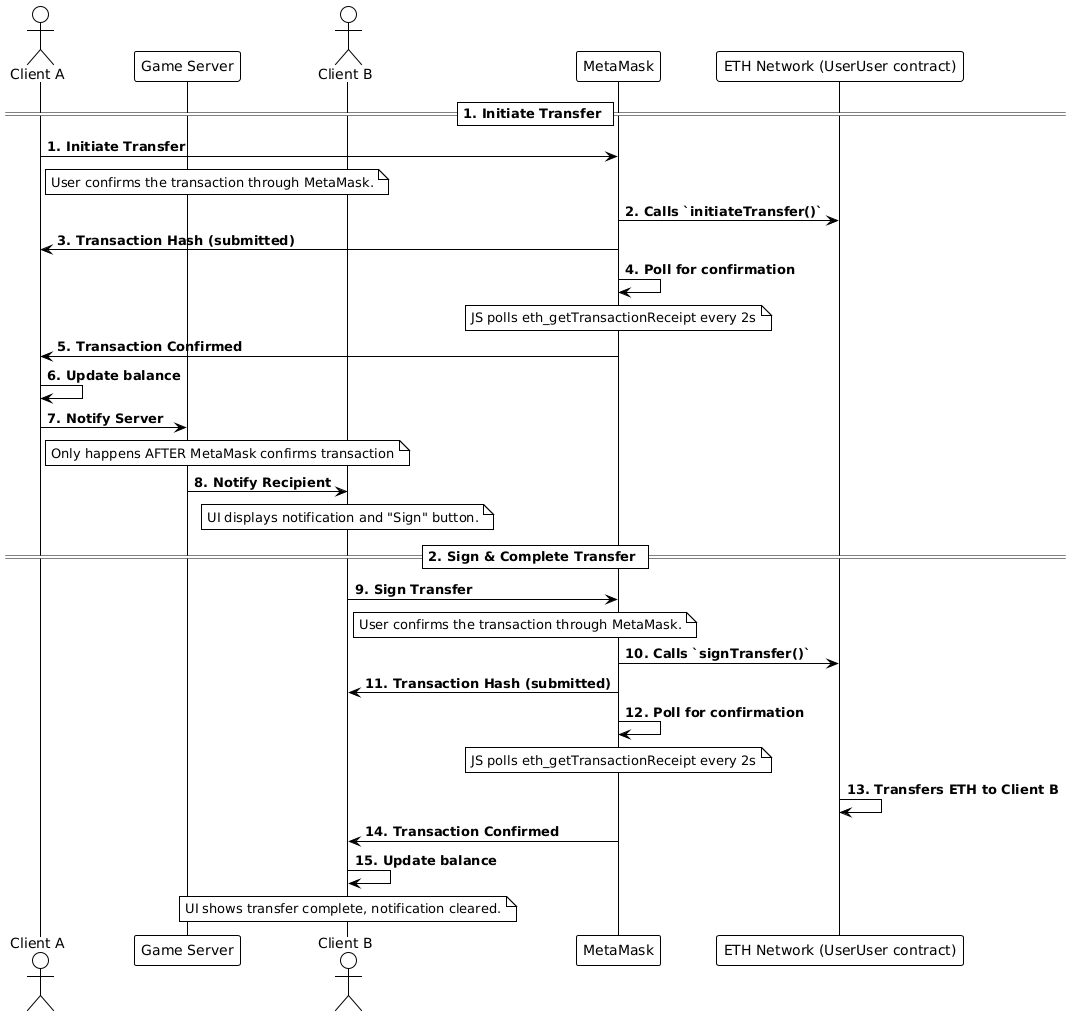 Client A
Game Server
Client B
MetaMask
ETH Network (UserUser contract)
1. Initiate Transfer
1. Initiate Transfer
User confirms the transaction through MetaMask.
2. Calls `initiateTransfer()`
3. Transaction Hash (submitted)
4. Poll for confirmation
JS polls eth_getTransactionReceipt every 2s
5. Transaction Confirmed
6. Update balance
7. Notify Server
Only happens AFTER MetaMask confirms transaction
8. Notify Recipient
UI displays notification and "Sign" button.
2. Sign & Complete Transfer
9. Sign Transfer
User confirms the transaction through MetaMask.
10. Calls `signTransfer()`
11. Transaction Hash (submitted)
12. Poll for confirmation
JS polls eth_getTransactionReceipt every 2s
13. Transfers ETH to Client B
14. Transaction Confirmed
15. Update balance
UI shows transfer complete, notification cleared.
Client A
Game Server
Client B
MetaMask
ETH Network (UserUser contract)